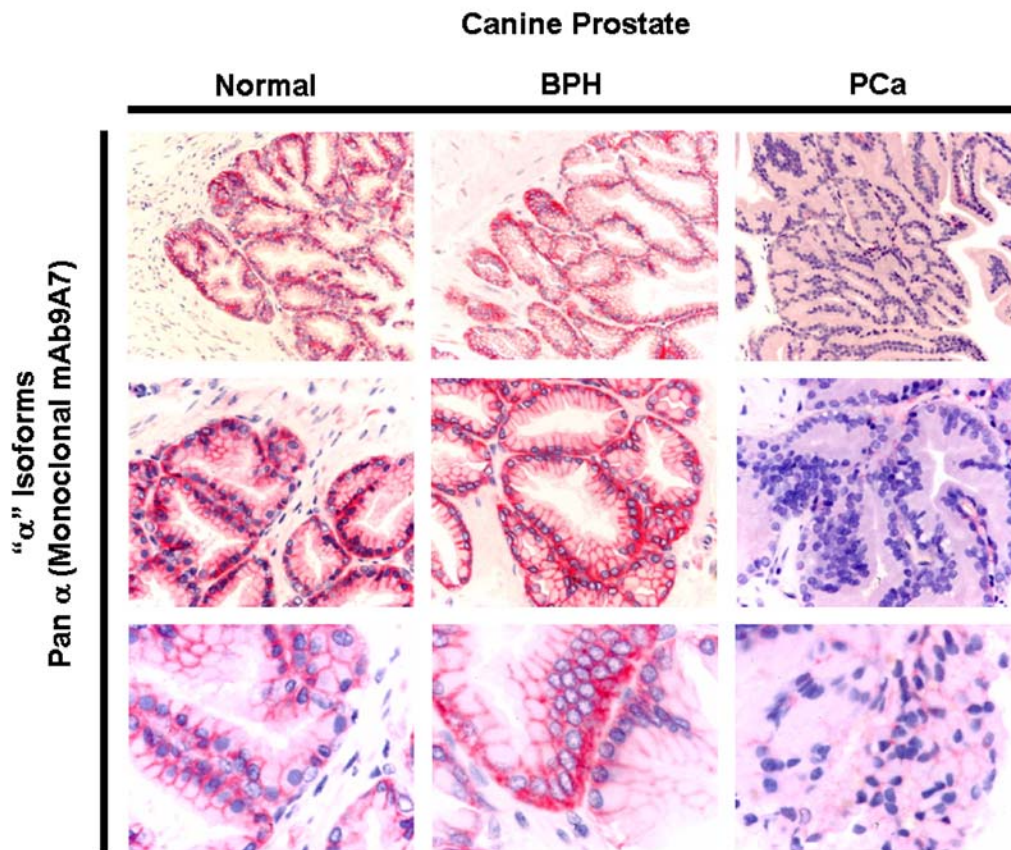 Canine Prostate
Normal
BPH
PCa
“α” Isoforms
Pan α (Monoclonal mAb9A7)